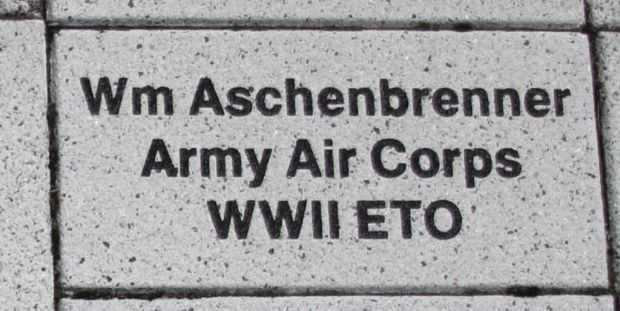 Wm Aschenbrenner
Army Air Corps
WWII ETO